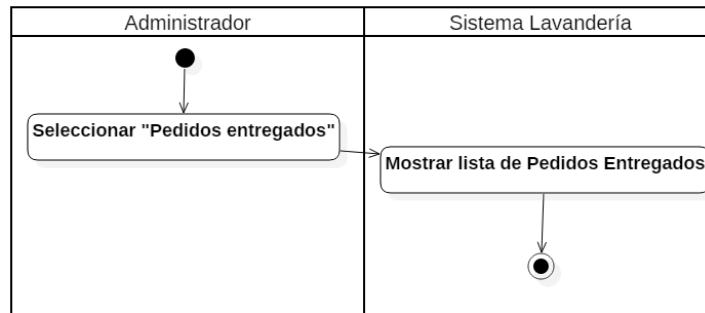 Administrador
Sistema Lavandería
Seleccionar "Pedidos entregados"
Mostrar lista de Pedidos Entregados